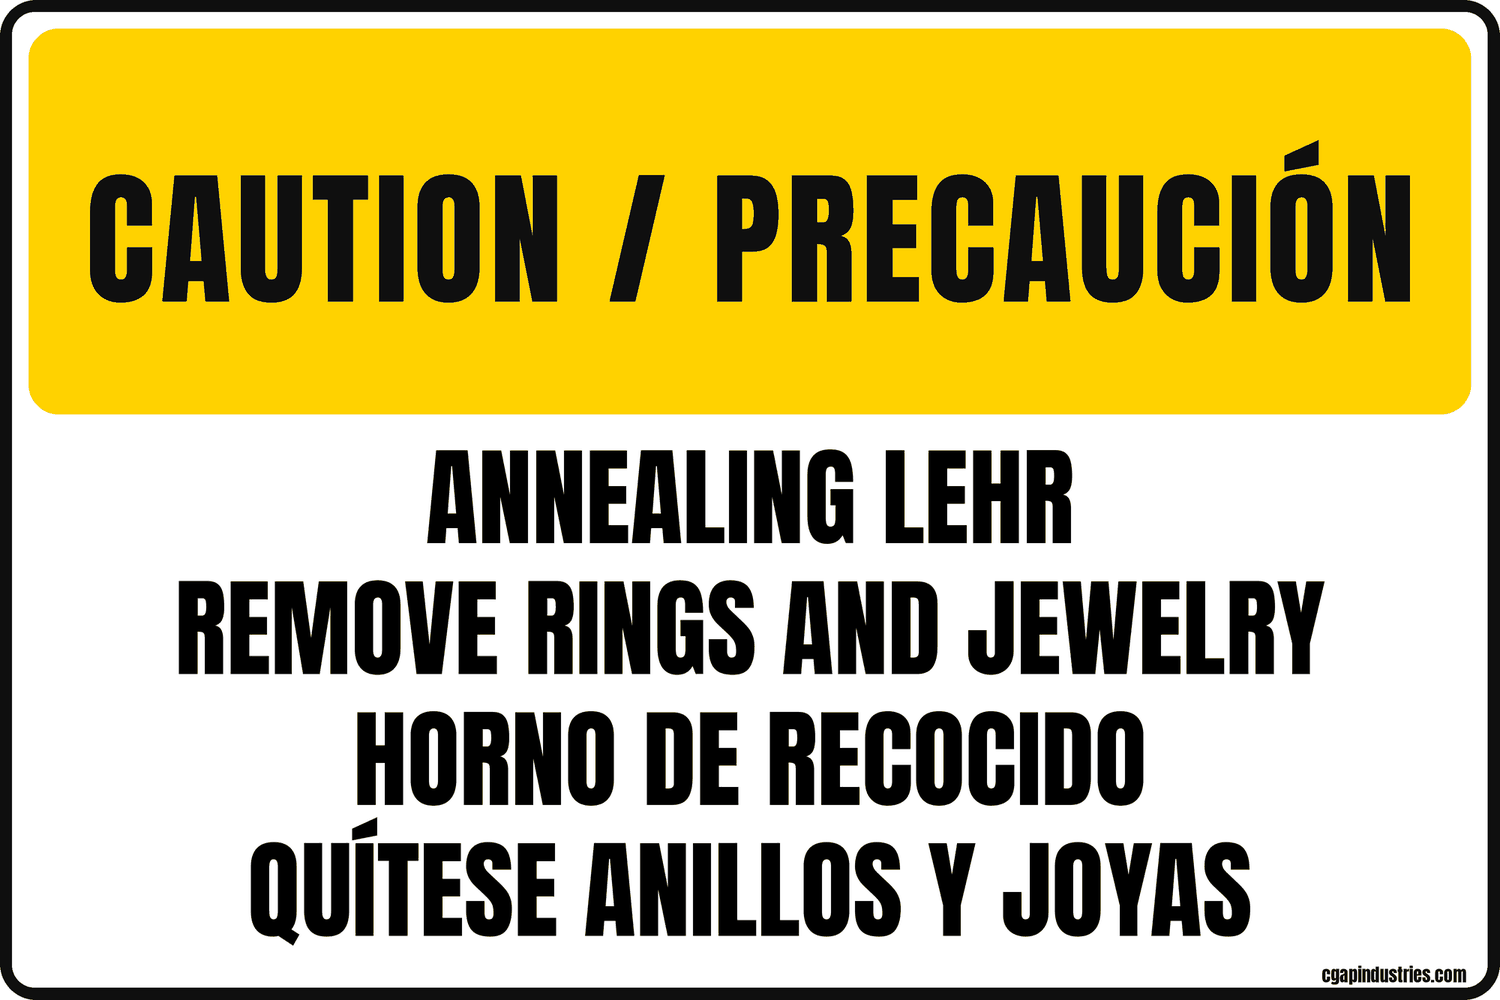 CAUTION / PRECAUCIÓN
ANNEALING LEHR
REMOVE RINGS AND JEWELRY
HORNO DE RECOCIDO
QUÍTESE ANILLOS Y JOYAS
cgapindustries.com